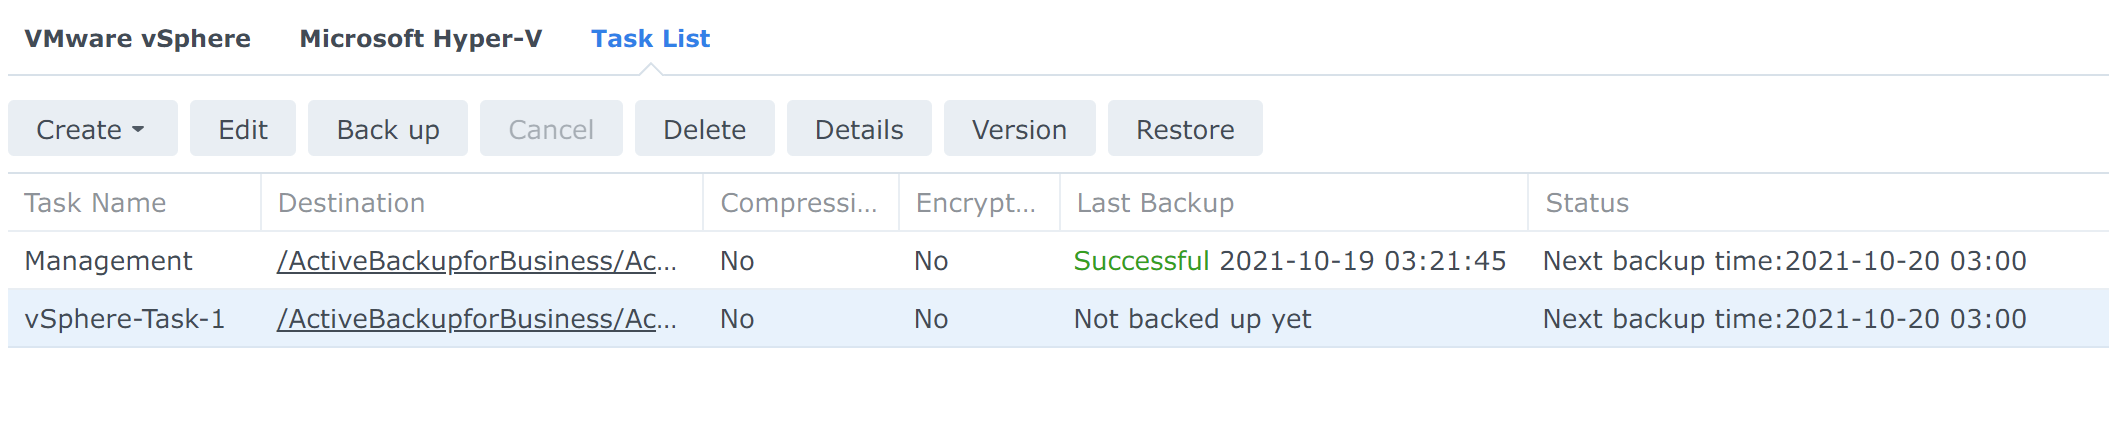 VMware vSphere Microsoft Hyper-V Task List
Create Edit Back up Cancel Delete Details Version Restore
Task Name Destination Compressi... Encrypt... Last Backup Status
Management /ActiveBackupforBusiness/Ac... No No Successful 2021-10-19 03:21:45 Next backup time:2021-10-20 03:00
vSphere-Task-1 /ActiveBackupforBusiness/Ac... No No Not backed up yet Next backup time:2021-10-20 03:00